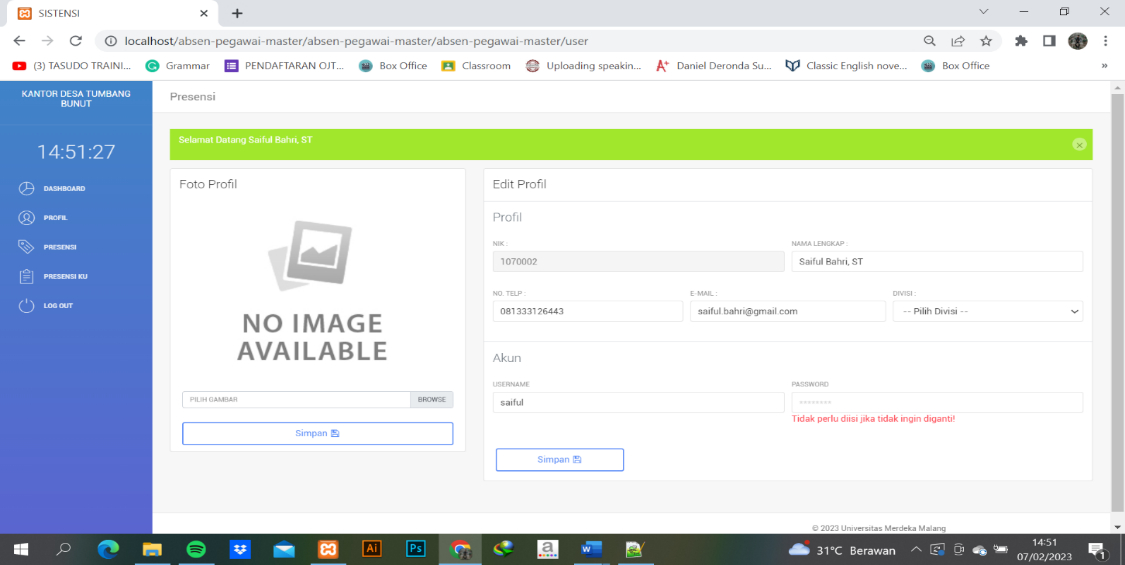 SISTENSI
localhost/absen-pegawai-master/absen-pegawai-master/absen-pegawai-master/user
(3) TASUDO TRAINI... Grammar PENDAFTARAN OJT... Box Office Classroom Uploading speakin... Daniel Deronda Su... Classic English nove... Box Office »
KANTOR DESA TUMBANG
BUNUT
14:51:27
DASHBOARD
PROFIL
PRESENSI
PRESENSI KU
LOG OUT
Presensi
Selamat Datang Saiful Bahri, ST
Foto Profil
NO IMAGE
AVAILABLE
PILIH GAMBAR BROWSE
Simpan
Edit Profil
Profil
NIK : NAMA LENGKAP :
1070002 Saiful Bahri, ST
NO. TELP : E-MAIL : DIVISI :
081333126443 saiful.bahri@gmail.com -- Pilih Divisi --
Akun
USERNAME PASSWORD
saiful ********
Tidak perlu diisi jika tidak ingin diganti!
Simpan
© 2023 Universitas Merdeka Malang
Ai Ps a W 31°C Berawan 14:51
07/02/2023 1